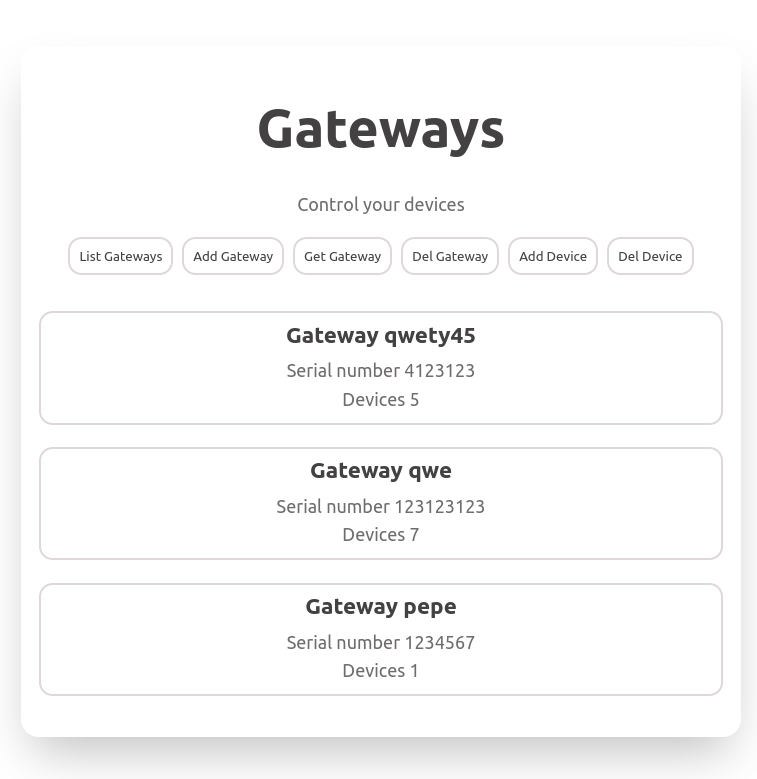 Gateways
Control your devices
List Gateways Add Gateway Get Gateway Del Gateway Add Device Del Device
Gateway qwety45
Serial number 4123123
Devices 5
Gateway qwe
Serial number 123123123
Devices 7
Gateway pepe
Serial number 1234567
Devices 1